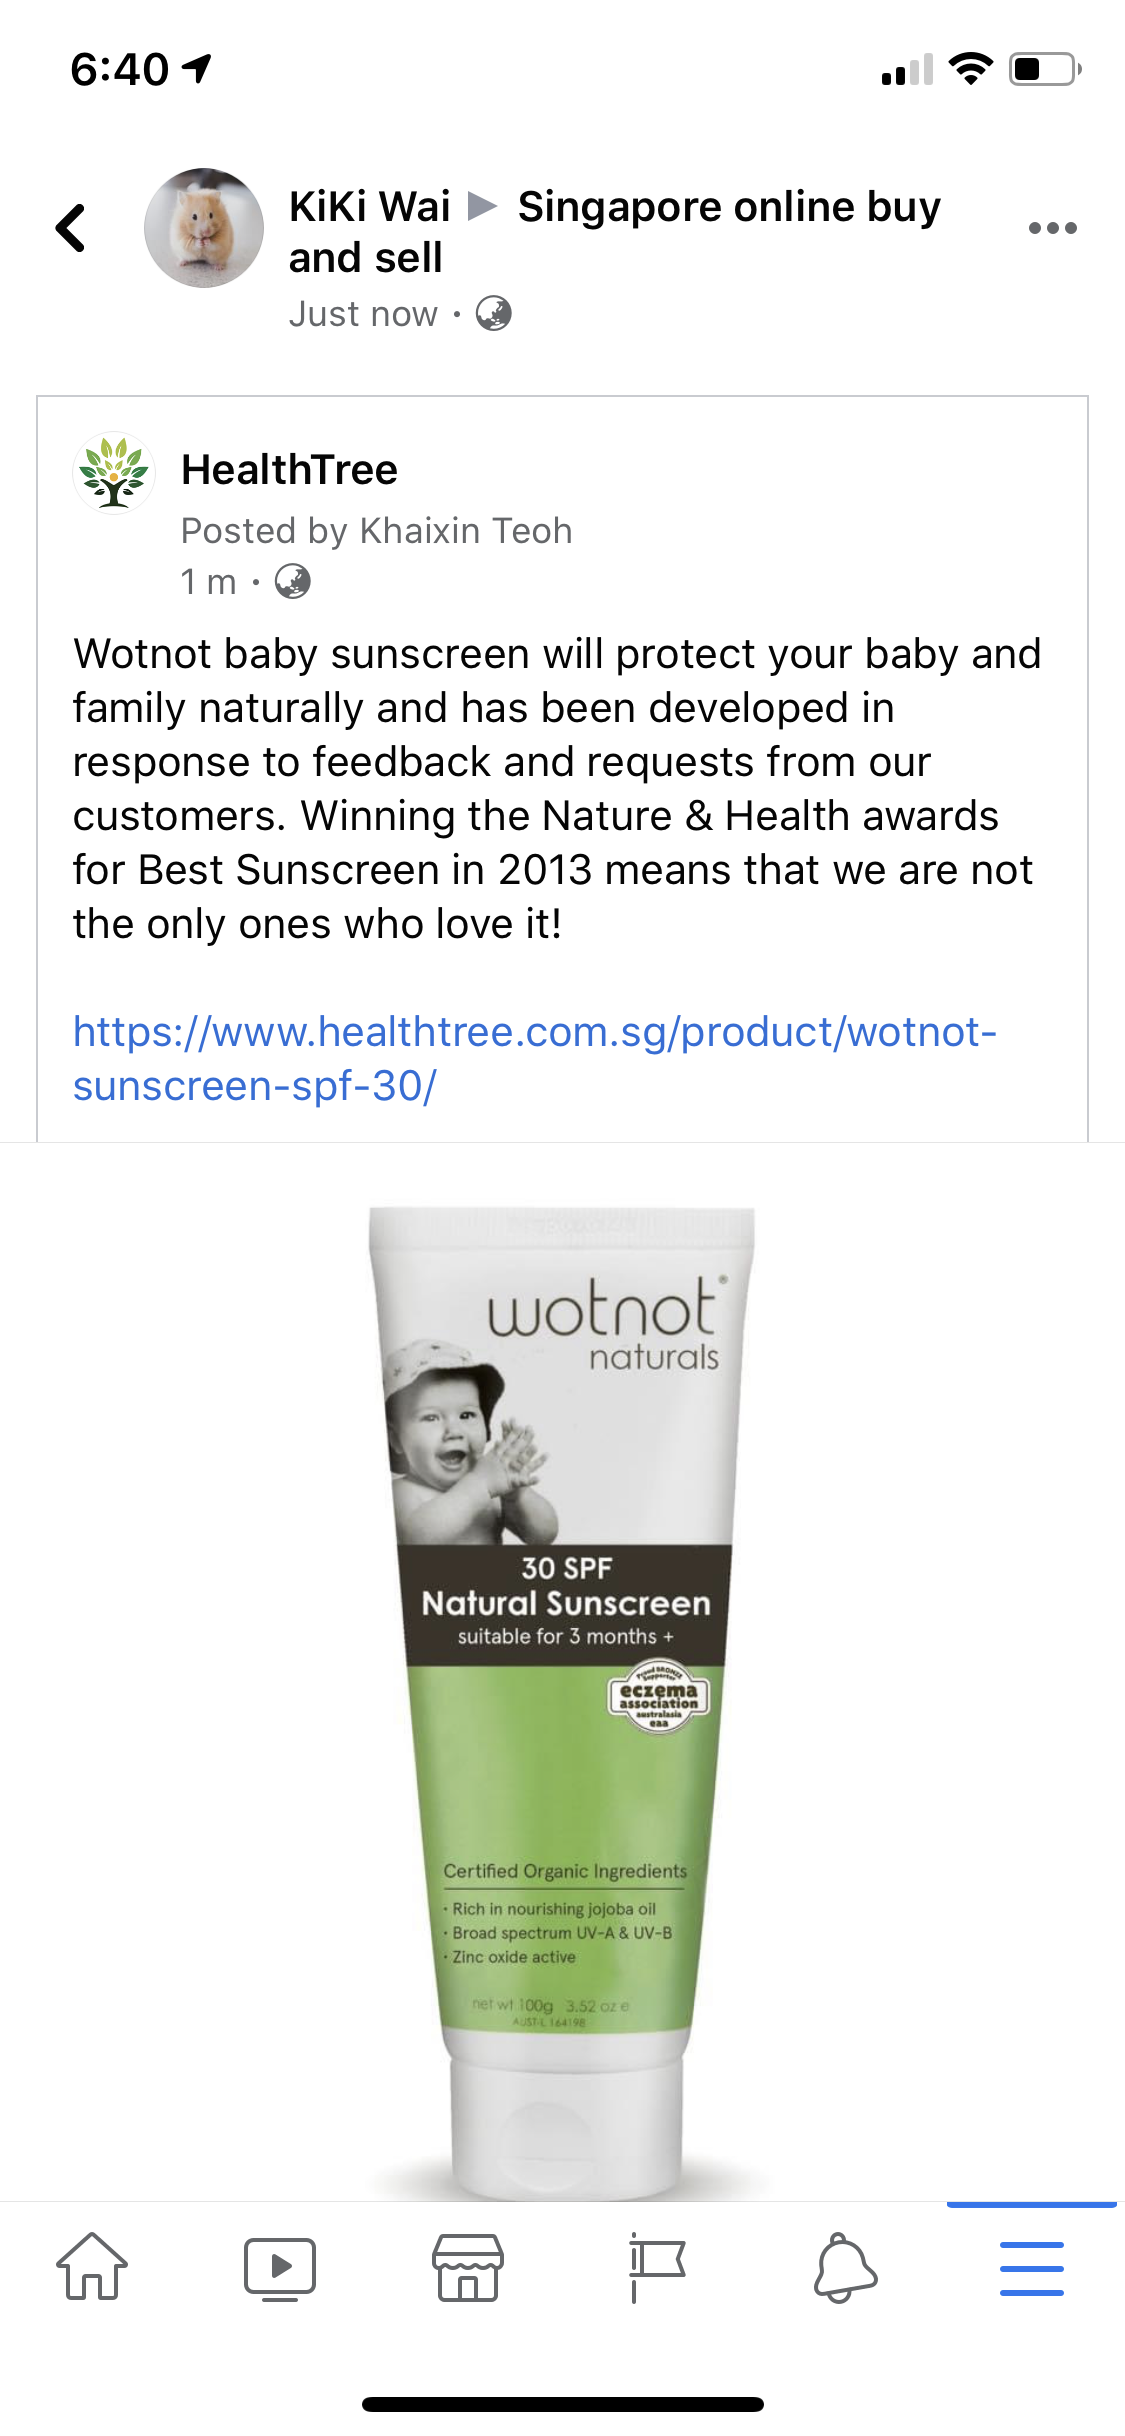 6:40
KiKi Wai ▶ Singapore online buy
and sell
Just now ·
HealthTree
Posted by Khaixin Teoh
1 m ·
Wotnot baby sunscreen will protect your baby and
family naturally and has been developed in
response to feedback and requests from our
customers. Winning the Nature & Health awards
for Best Sunscreen in 2013 means that we are not
the only ones who love it!
https://www.healthtree.com.sg/product/wotnot-
sunscreen-spf-30/
wotnot®
naturals
30 SPF
Natural Sunscreen
suitable for 3 months +
Proud BRONZE
Supporter
eczema
association
australasia
eaa
Certified Organic Ingredients
· Rich in nourishing jojoba oil
· Broad spectrum UV-A & UV-B
· Zinc oxide active
net wt 100g 3.52 oz e
AUST-L 164198